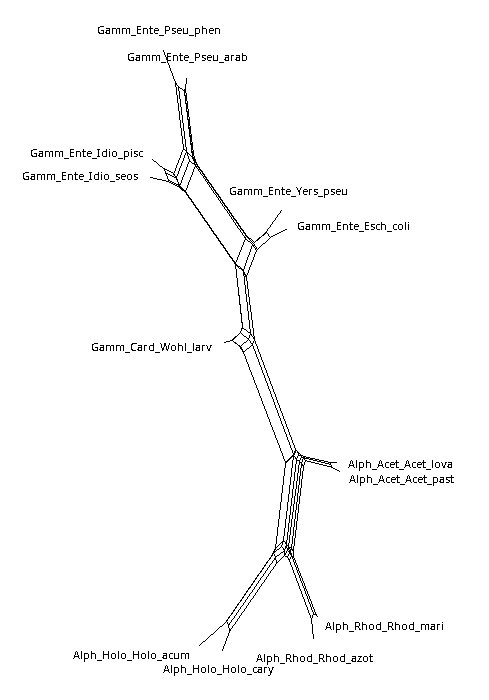 Gamm_Ente_Pseu_phen
Gamm_Ente_Pseu_arab
Gamm_Ente_Idio_pisc
Gamm_Ente_Idio_seos
Gamm_Ente_Yers_pseu
Gamm_Ente_Esch_coli
Gamm_Card_Wohl_larv
Alph_Acet_Acet_lova
Alph_Acet_Acet_past
Alph_Rhod_Rhod_mari
Alph_Holo_Holo_acum
Alph_Rhod_Rhod_azot
Alph_Holo_Holo_cary